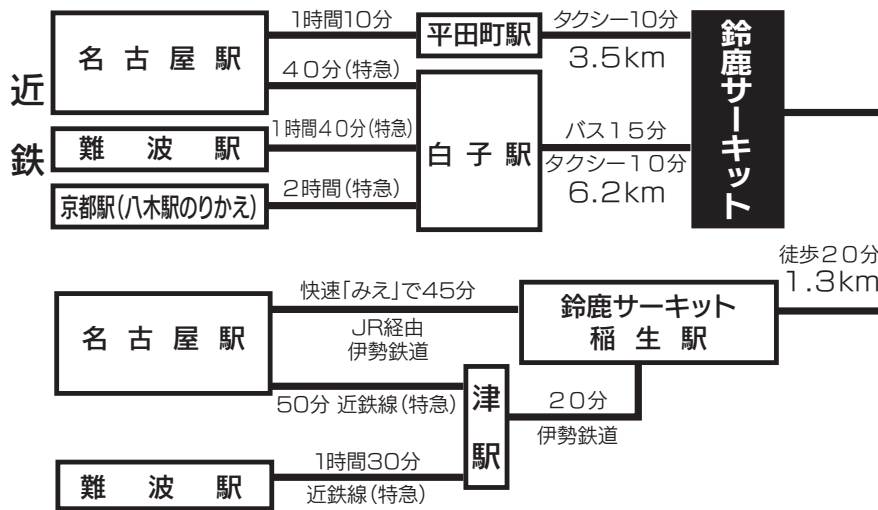 近鉄
名古屋駅
1時間10分
平田町駅
タクシー10分
3.5km
鈴鹿サーキット
40分(特急)
難波駅
1時間40分(特急)
白子駅
バス15分
タクシー10分
6.2km
京都駅(八木駅のりかえ)
2時間(特急)
徒歩20分
1.3km
名古屋駅
快速「みえ」で45分
JR経由
伊勢鉄道
鈴鹿サーキット
稲生駅
50分 近鉄線(特急)
津駅
20分
伊勢鉄道
難波駅
1時間30分
近鉄線(特急)